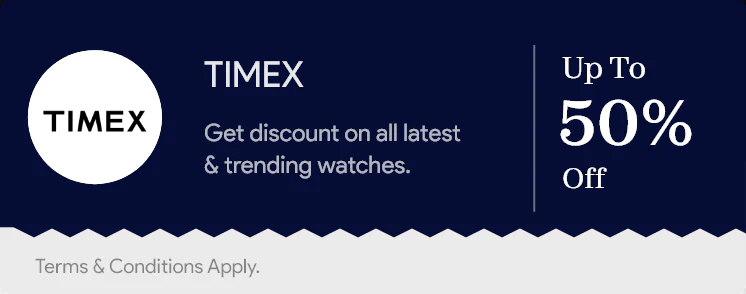 TIMEX
TIMEX
Get discount on all latest
& trending watches.
Up To
50%
Off
Terms & Conditions Apply.